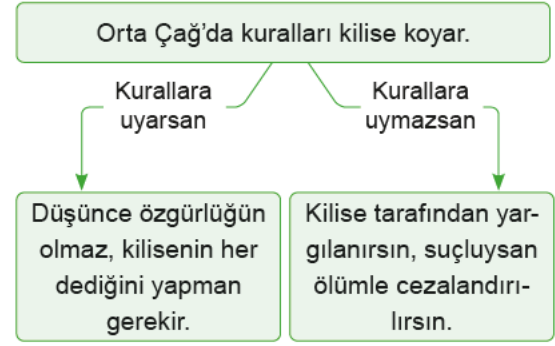 Orta Çağ’da kuralları kilise koyar.
Kurallara
uyarsan
Kurallara
uymazsan
Düşünce özgürlüğün
olmaz, kilisenin her
dediğini yapman
gerekir.
Kilise tarafından yar-
gılanırsın, suçluysan
ölümle cezalandırı-
lırsın.